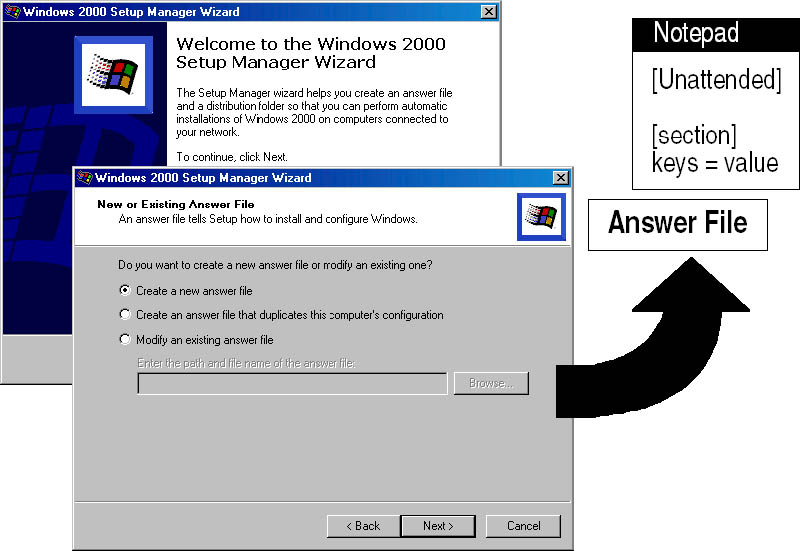 Windows 2000 Setup Manager Wizard
Welcome to the Windows 2000
Setup Manager Wizard
The Setup Manager wizard helps you create an answer file
and a distribution folder so that you can perform automatic
installations of Windows 2000 on computers connected to
your network.
To continue, click Next.
Windows 2000 Setup Manager Wizard
New or Existing Answer File
An answer file tells Setup how to install and configure Windows.
Do you want to create a new answer file or modify an existing one?
Create a new answer file
Create an answer file that duplicates this computer's configuration
Modify an existing answer file
Enter the path and file name of the answer file:
Browse...
< Back
Next >
Cancel
Notepad
[Unattended]
[section]
keys = value
Answer File